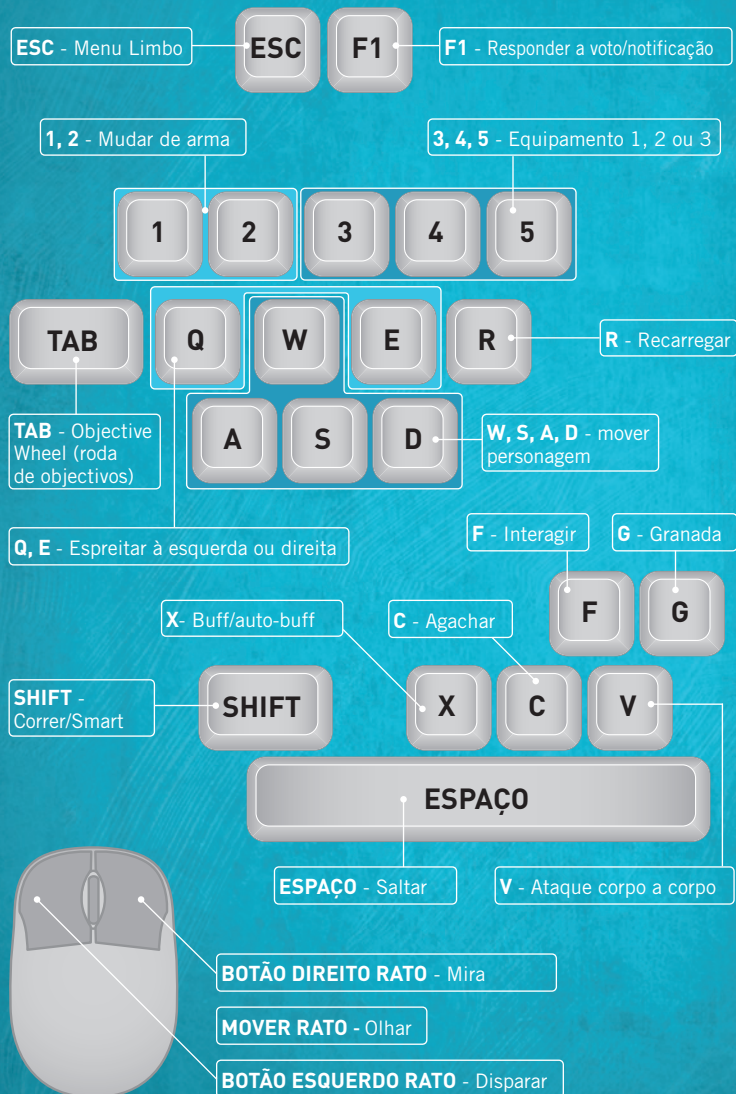 ESC - Menu Limbo
ESC
F1
F1 - Responder a voto/notificação
1, 2 - Mudar de arma
3, 4, 5 - Equipamento 1, 2 ou 3
1
2
3
4
5
TAB
Q
W
E
R
R - Recarregar
TAB - Objective
Wheel (roda
de objectivos)
A
S
D
W, S, A, D - mover
personagem
Q, E - Espreitar à esquerda ou direita
F - Interagir
G - Granada
F
G
X- Buff/auto-buff
C - Agachar
SHIFT -
Correr/Smart
SHIFT
X
C
V
ESPAÇO
ESPAÇO - Saltar
V - Ataque corpo a corpo
BOTÃO DIREITO RATO - Mira
MOVER RATO - Olhar
BOTÃO ESQUERDO RATO - Disparar